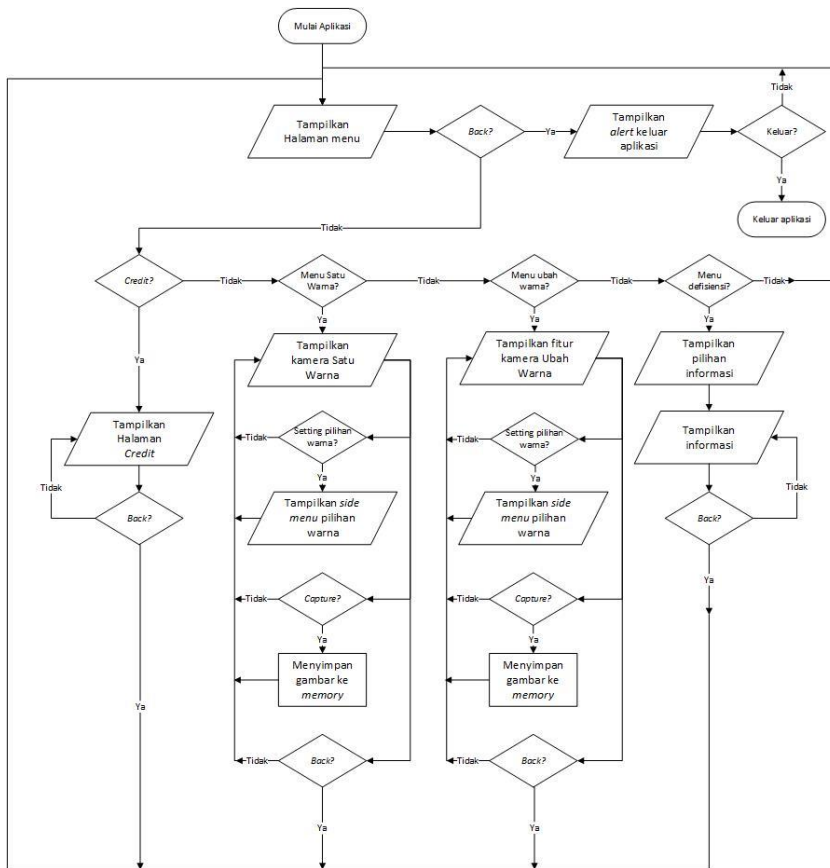 Mulai Aplikasi
Tidak
Tampilkan
Halaman menu
Back?
Ya
Tampilkan
alert keluar
aplikasi
Keluar?
Ya
Keluar aplikasi
Tidak
Credit?
Tidak
Menu Satu
Warna?
Tidak
Menu ubah
warna?
Tidak
Menu
defisiensi?
Tidak
Ya
Ya
Ya
Ya
Tampilkan
kamera Satu
Warna
Tampilkan fitur
kamera Ubah
Warna
Tampilkan
pilihan
informasi
Tampilkan
Halaman
Credit
Tidak
Setting pilihan
warna?
Tidak
Setting pilihan
warna?
Tampilkan
informasi
Ya
Ya
Tidak
Tidak
Back?
Tampilkan side
menu pilihan
warna
Tampilkan side
menu pilihan
warna
Back?
Ya
Tidak
Capture?
Tidak
Capture?
Ya
Ya
Menyimpan
gambar ke
memory
Menyimpan
gambar ke
memory
Ya
Tidak
Back?
Tidak
Back?
Ya
Ya